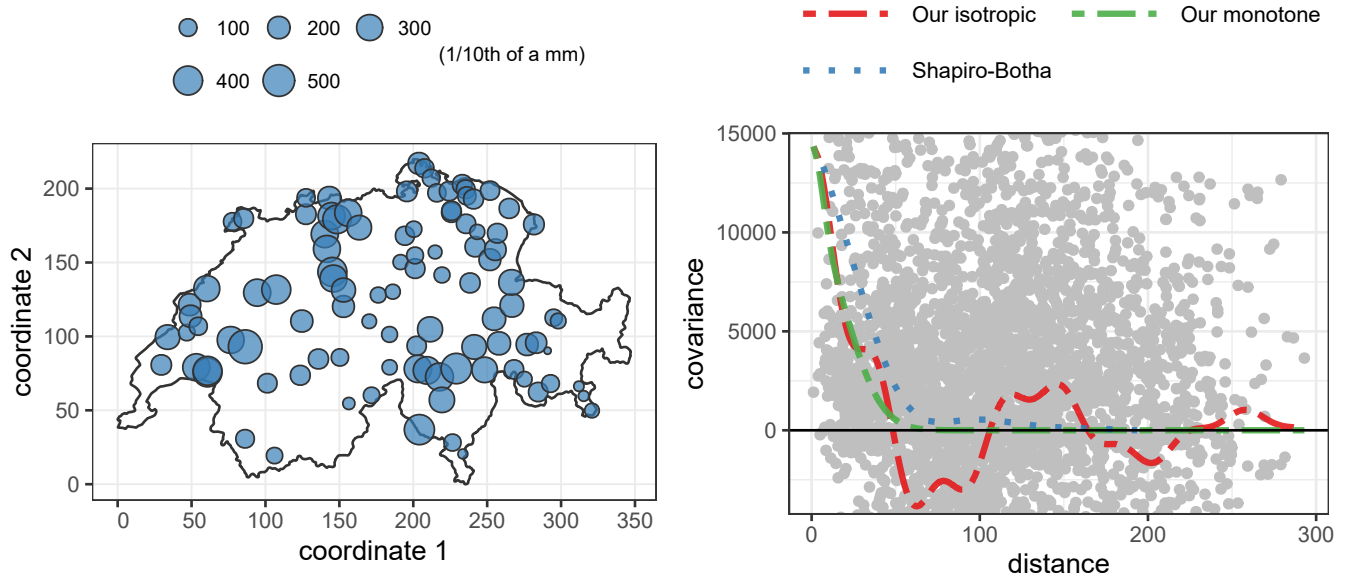 100 200 300
(1/10th of a mm)
400 500
coordinate 2
200
150
100
50
0
0 50 100 150 200 250 300 350
coordinate 1
Our isotropic Our monotone
Shapiro-Botha
covariance
15000
10000
5000
0
0 100 200 300
distance